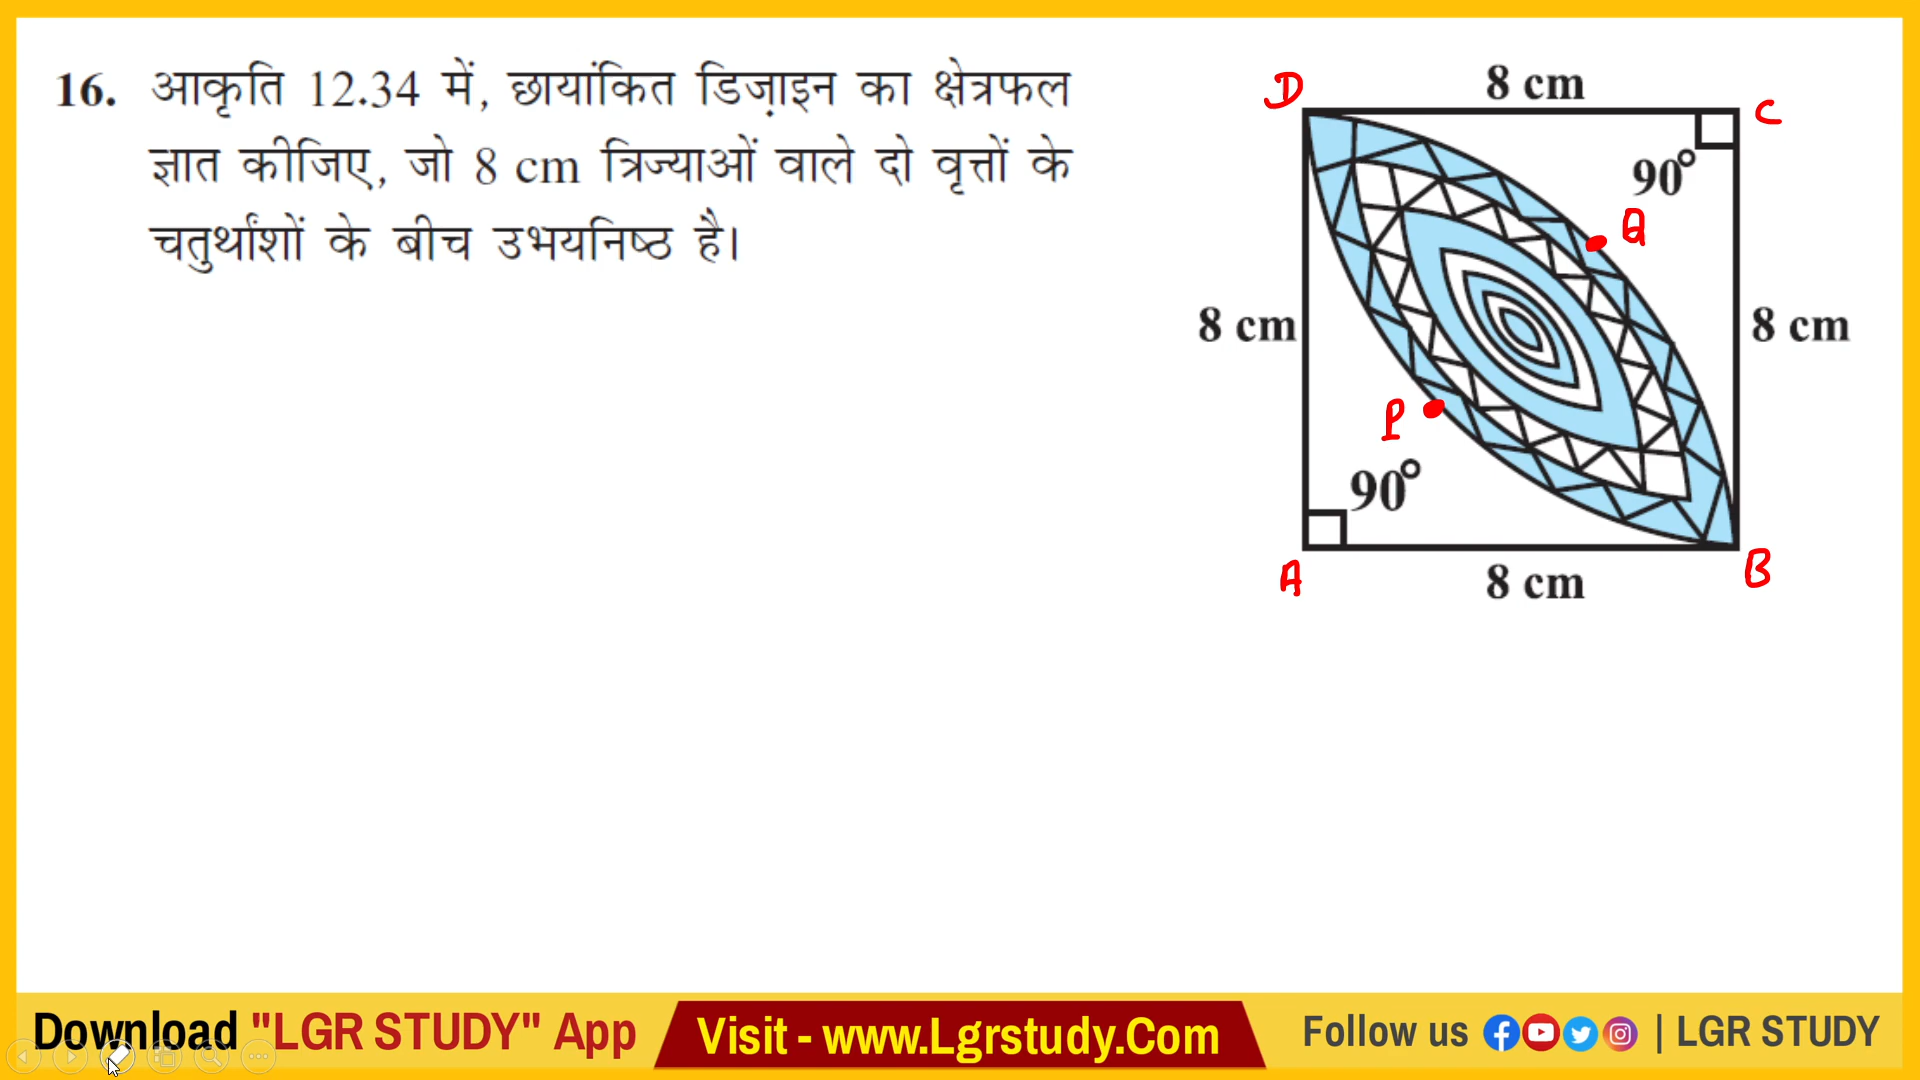 16. आकृति 12.34 में, छायांकित डिज़ाइन का क्षेत्रफल
ज्ञात कीजिए, जो 8 cm त्रिज्याओं वाले दो वृत्तों के
चतुर्थांशों के बीच उभयनिष्ठ है।
D
8 cm
C
90°
Q
8 cm
8 cm
P
90°
A
8 cm
B
Download "LGR STUDY" App
Visit - www.Lgrstudy.Com
Follow us | LGR STUDY